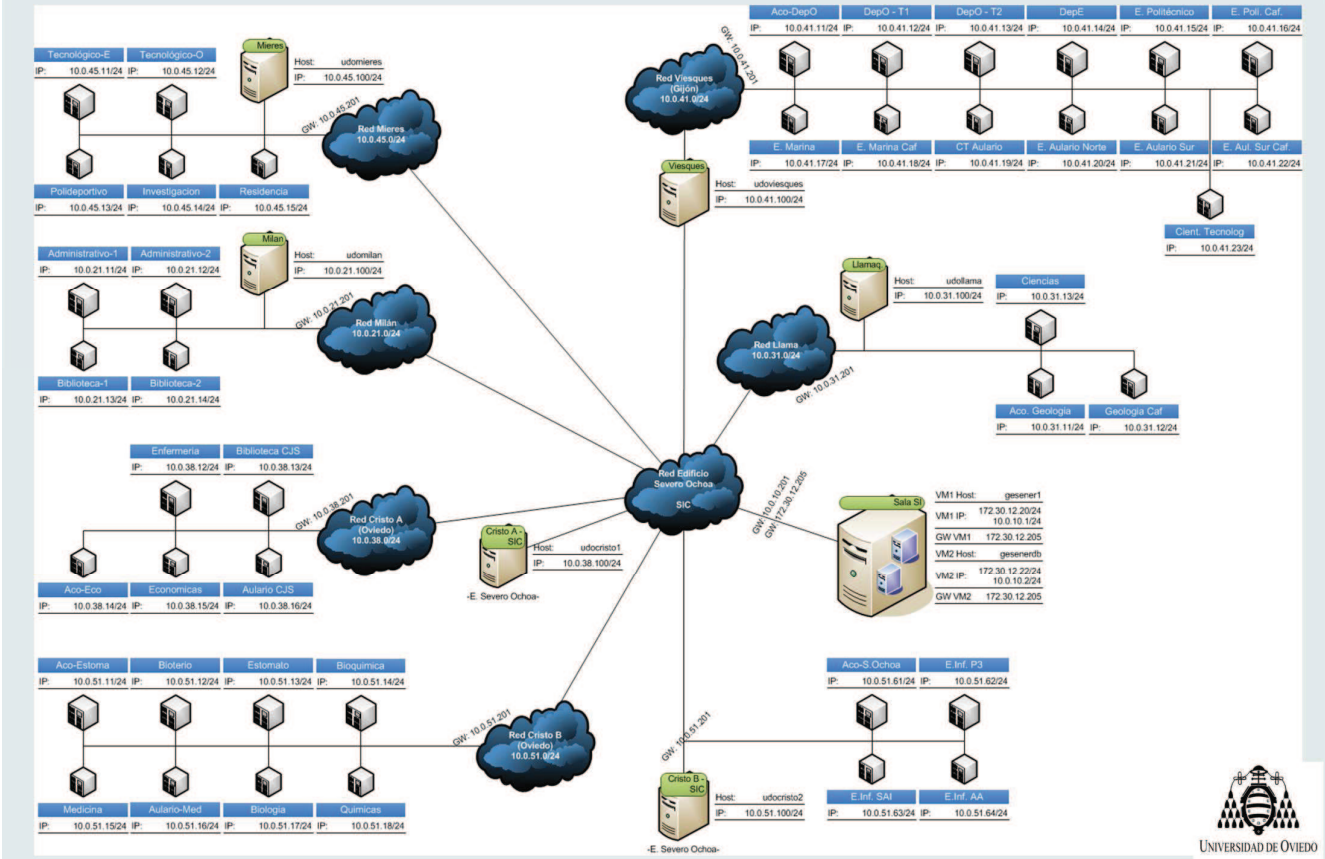 Tecnológico-E Tecnológico-O
IP: 10.0.45.11/24 IP: 10.0.45.12/24
Mieres
Host: udomieres
IP: 10.0.45.100/24
GW: 10.0.45.201
Red Mieres
10.0.45.0/24
Polideportivo Investigacion Residencia
IP: 10.0.45.13/24 IP: 10.0.45.14/24 IP: 10.0.45.15/24
Administrativo-1 Administrativo-2
IP: 10.0.21.11/24 IP: 10.0.21.12/24
Milan
Host: udomilan
IP: 10.0.21.100/24
GW: 10.0.21.201
Red Milán
10.0.21.0/24
Biblioteca-1 Biblioteca-2
IP: 10.0.21.13/24 IP: 10.0.21.14/24
Enfermeria Biblioteca CJS
IP: 10.0.38.12/24 IP: 10.0.38.13/24
GW: 10.0.38.201
Red Cristo A
(Oviedo)
10.0.38.0/24
Aco-Eco Economicas Aulario CJS
IP: 10.0.38.14/24 IP: 10.0.38.15/24 IP: 10.0.38.16/24
Cristo A -
SIC
Host: udocristo1
IP: 10.0.38.100/24
-E. Severo Ochoa-
Aco-Estoma Bioterio Estomato Bioquimica
IP: 10.0.51.11/24 IP: 10.0.51.12/24 IP: 10.0.51.13/24 IP: 10.0.51.14/24
GW: 10.0.51.201
Red Cristo B
(Oviedo)
10.0.51.0/24
Medicina Aulario-Med Biologia Quimicas
IP: 10.0.51.15/24 IP: 10.0.51.16/24 IP: 10.0.51.17/24 IP: 10.0.51.18/24
Aco-DepO DepO - T1 DepO - T2 DepE E. Politécnico E. Poli. Caf.
IP: 10.0.41.11/24 IP: 10.0.41.12/24 IP: 10.0.41.13/24 IP: 10.0.41.14/24 IP: 10.0.41.15/24 IP: 10.0.41.16/24
GW: 10.0.41.201
Red Viesques
(Gijón)
10.0.41.0/24
E. Marina E. Marina Caf CT Aulario E. Aulario Norte E. Aulario Sur E. Aul. Sur Caf.
IP: 10.0.41.17/24 IP: 10.0.41.18/24 IP: 10.0.41.19/24 IP: 10.0.41.20/24 IP: 10.0.41.21/24 IP: 10.0.41.22/24
Viesques
Host: udoviesques
IP: 10.0.41.100/24
Cient. Tecnolog
IP: 10.0.41.23/24
Llamaq.
Host: udollama
IP: 10.0.31.100/24
Ciencias
IP: 10.0.31.13/24
Red Llama
10.0.31.0/24
GW: 10.0.31.201
Aco. Geologia Geologia Caf
IP: 10.0.31.11/24 IP: 10.0.31.12/24
Red Edificio
Severo Ochoa
SIC
GW: 10.0.10.201
GW: 172.30.12.205
Sala SI
VM1 Host: gesener1
VM1 IP: 172.30.12.20/24
10.0.10.1/24
GW VM1 172.30.12.205
VM2 Host: gesenerdb
VM2 IP: 172.30.12.22/24
10.0.10.2/24
GW VM2 172.30.12.205
Aco-S.Ochoa E.Inf. P3
IP: 10.0.51.61/24 IP: 10.0.51.62/24
GW: 10.0.51.201
Cristo B -
SIC
Host: udocristo2
IP: 10.0.51.100/24
-E. Severo Ochoa-
E.Inf. SAI E.Inf. AA
IP: 10.0.51.63/24 IP: 10.0.51.64/24
UNIVERSIDAD DE OVIEDO